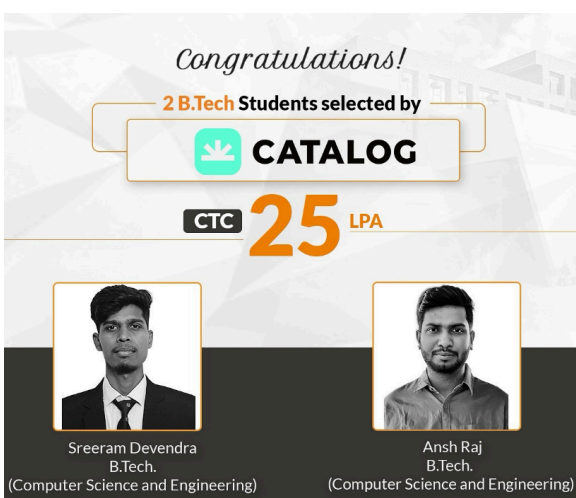 Congratulations!
2 B.Tech Students selected by
CATALOG
CTC 25 LPA
Sreeram Devendra
B.Tech.
(Computer Science and Engineering)
Ansh Raj
B.Tech.
(Computer Science and Engineering)